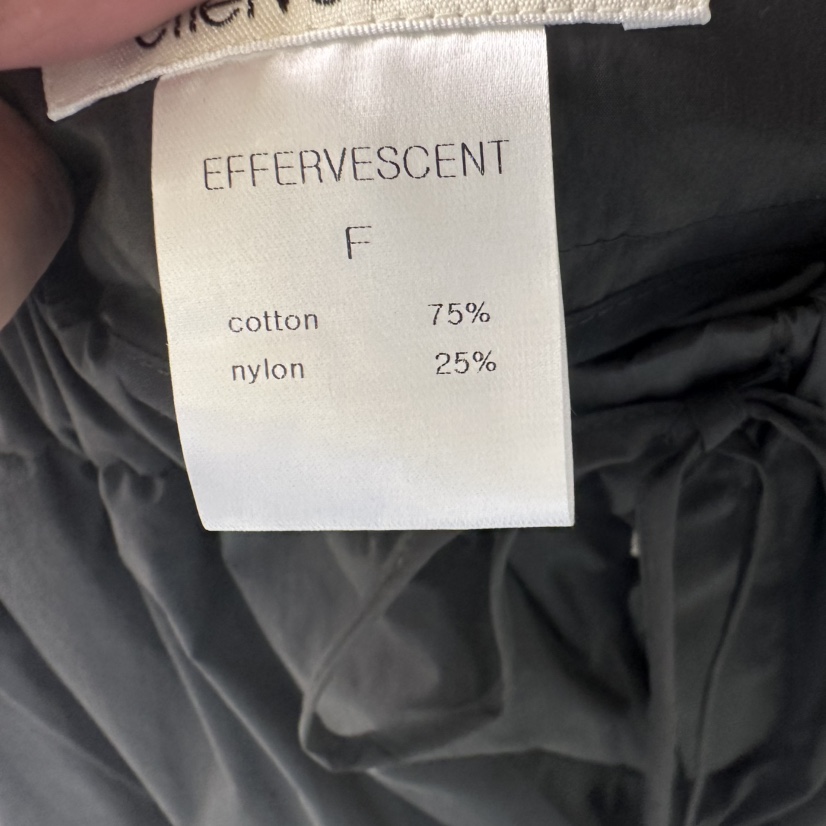 EFFERVESCENT
F
cotton 75%
nylon 25%